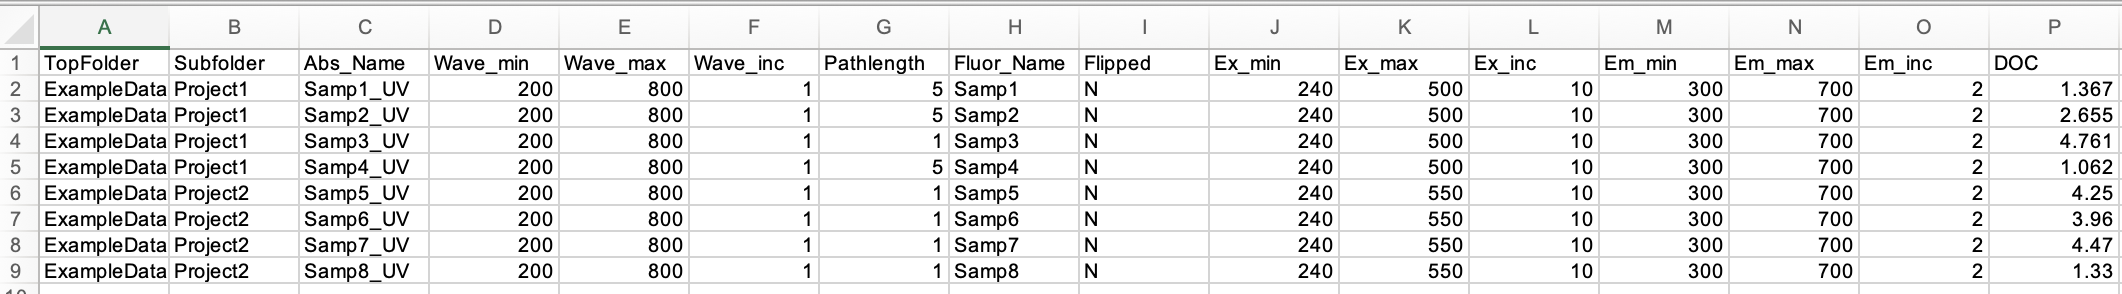 A B C D E F G H I J K L M N O P
1 TopFolder Subfolder Abs_Name Wave_min Wave_max Wave_inc Pathlength Fluor_Name Flipped Ex_min Ex_max Ex_inc Em_min Em_max Em_inc DOC
2 ExampleData Project1 Samp1_UV 200 800 1 5 Samp1 N 240 500 10 300 700 2 1.367
3 ExampleData Project1 Samp2_UV 200 800 1 5 Samp2 N 240 500 10 300 700 2 2.655
4 ExampleData Project1 Samp3_UV 200 800 1 1 Samp3 N 240 500 10 300 700 2 4.761
5 ExampleData Project1 Samp4_UV 200 800 1 5 Samp4 N 240 500 10 300 700 2 1.062
6 ExampleData Project2 Samp5_UV 200 800 1 1 Samp5 N 240 550 10 300 700 2 4.25
7 ExampleData Project2 Samp6_UV 200 800 1 1 Samp6 N 240 550 10 300 700 2 3.96
8 ExampleData Project2 Samp7_UV 200 800 1 1 Samp7 N 240 550 10 300 700 2 4.47
9 ExampleData Project2 Samp8_UV 200 800 1 1 Samp8 N 240 550 10 300 700 2 1.33